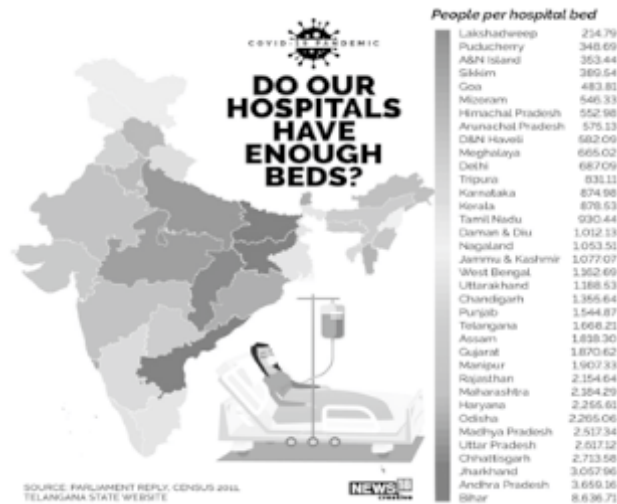 COVID-19 PANDEMIC
DO OUR
HOSPITALS
HAVE
ENOUGH
BEDS?
People per hospital bed
Lakshadweep 214.79
Puducherry 348.69
A&N Island 353.44
Sikkim 389.54
Goa 483.81
Mizoram 546.33
Himachal Pradesh 552.98
Arunachal Pradesh 575.13
D&N Haveli 582.09
Meghalaya 665.02
Delhi 687.09
Tripura 831.11
Karnataka 874.98
Kerala 878.53
Tamil Nadu 930.44
Daman & Diu 1,012.13
Nagaland 1,053.51
Jammu & Kashmir 1,077.07
West Bengal 1,162.69
Uttarakhand 1,188.53
Chandigarh 1,355.64
Punjab 1,544.87
Telangana 1,668.21
Assam 1,818.30
Gujarat 1,870.62
Manipur 1,907.33
Rajasthan 2,154.64
Maharashtra 2,184.29
Haryana 2,255.61
Odisha 2,265.06
Madhya Pradesh 2,517.34
Uttar Pradesh 2,617.12
Chhattisgarh 2,713.58
Jharkhand 3,057.96
Andhra Pradesh 3,659.16
Bihar 8,636.71
SOURCE: PARLIAMENT REPLY, CENSUS 2011,
TELANGANA STATE WEBSITE
NEWS18
creative